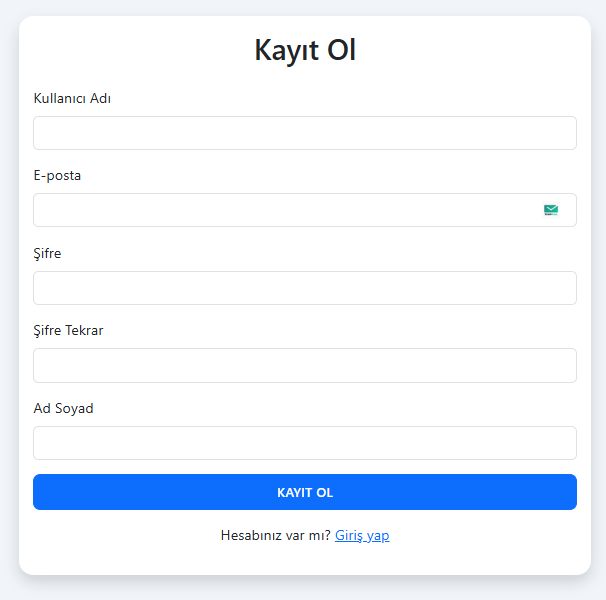 Kayıt Ol
Kullanıcı Adı
E-posta
Şifre
Şifre Tekrar
Ad Soyad
KAYIT OL
Hesabınız var mı? Giriş yap